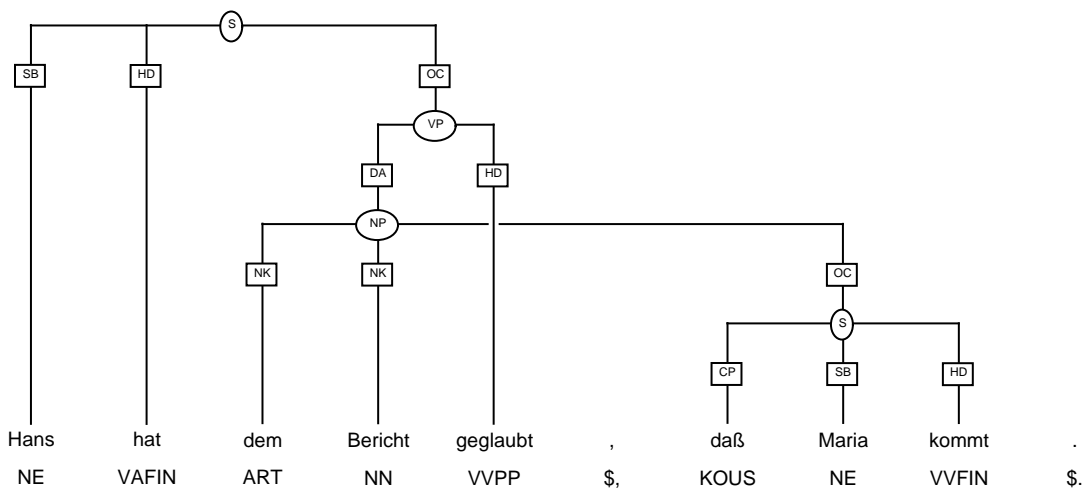 S
SB HD OC
VP
DA HD
NP
NK NK OC
S
CP SB HD
Hans hat dem Bericht geglaubt , daß Maria kommt .
NE VAFIN ART NN VVPP $, KOUS NE VVFIN $.